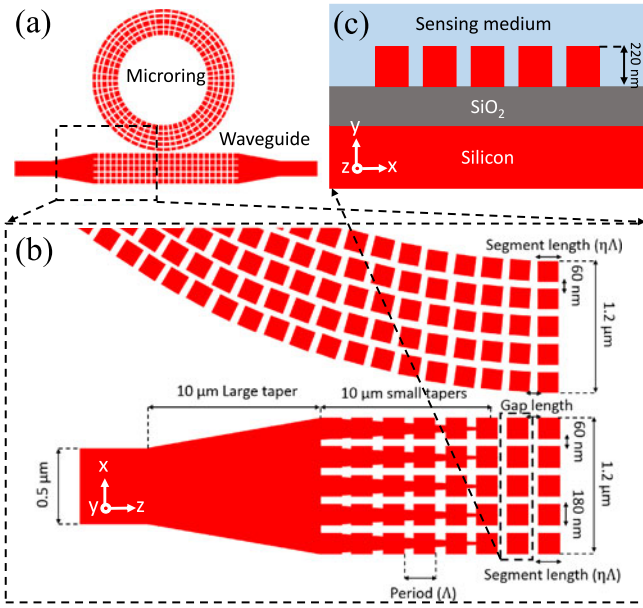 (a)
Microring
Waveguide
(c)
Sensing medium
220 nm
SiO2
y
z
x
Silicon
(b)
Segment length (ηΛ)
60 nm
1.2 μm
10 μm Large taper
10 μm small tapers
Gap length
0.5 μm
x
y
z
60 nm
180 nm
1.2 μm
Period (Λ)
Segment length (ηΛ)